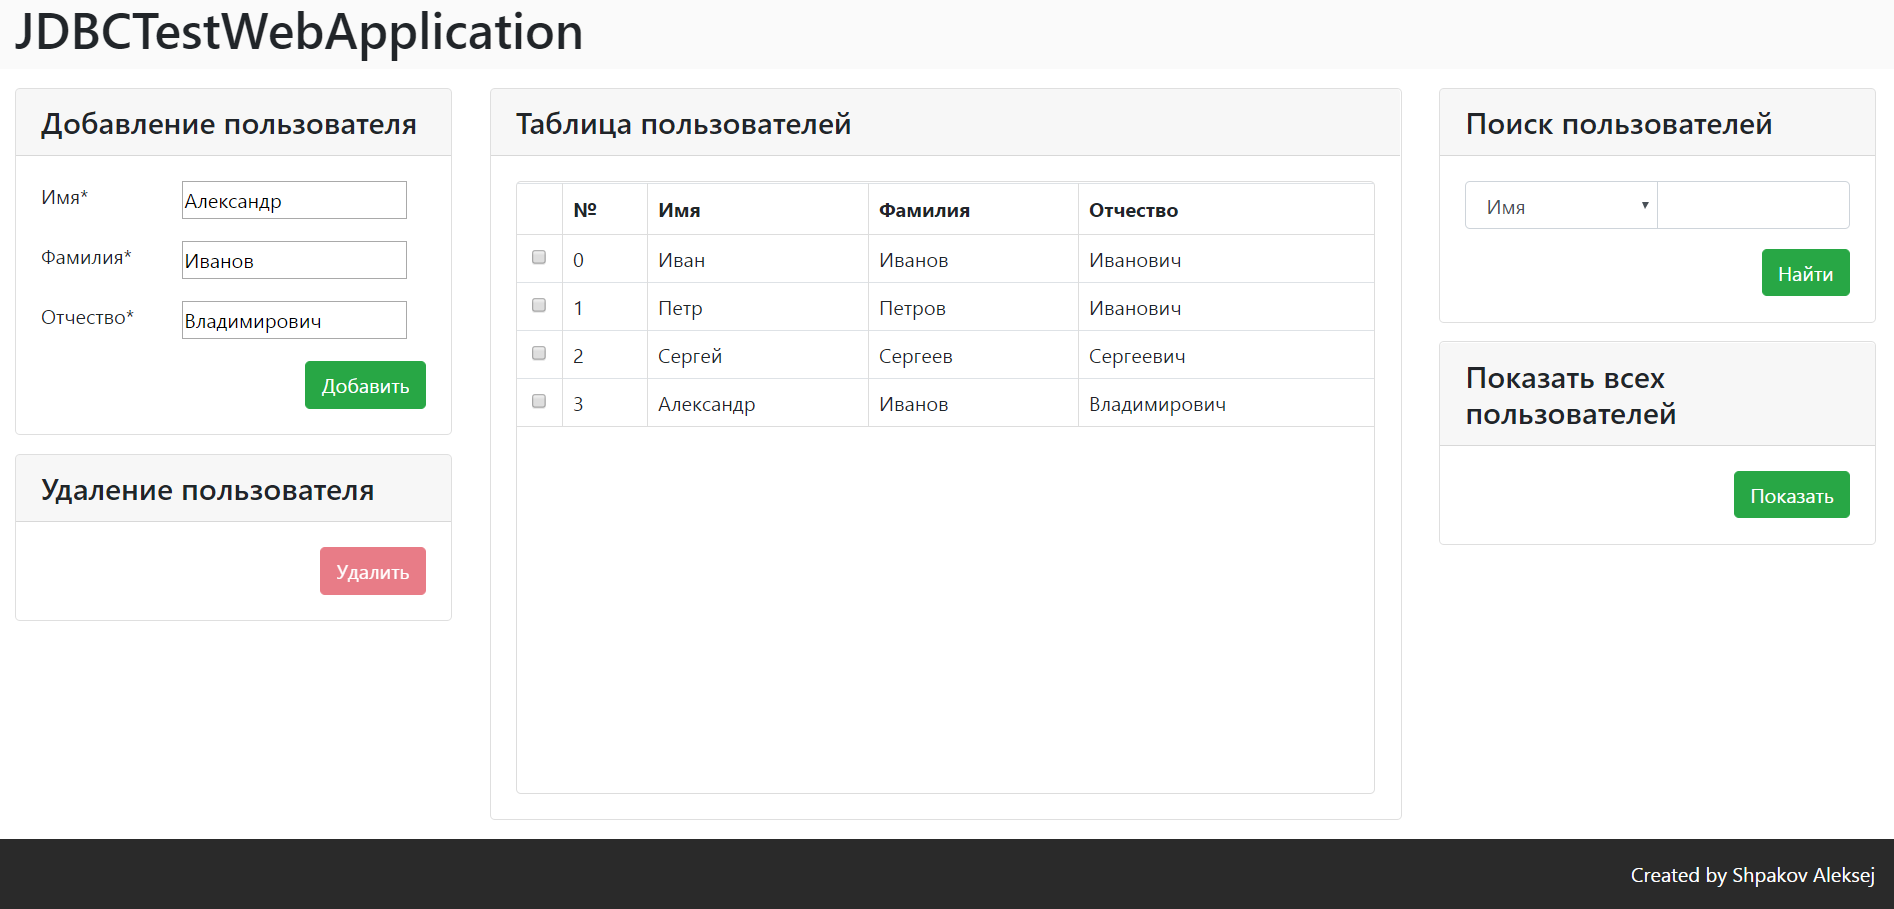 JDBCTestWebApplication
Добавление пользователя
Имя* Александр
Фамилия* Иванов
Отчество* Владимирович
Добавить
Удаление пользователя
Удалить
Таблица пользователей
№ Имя Фамилия Отчество
0 Иван Иванов Иванович
1 Петр Петров Иванович
2 Сергей Сергеев Сергеевич
3 Александр Иванов Владимирович
Поиск пользователей
Имя
Найти
Показать всех
пользователей
Показать
Created by Shpakov Aleksej